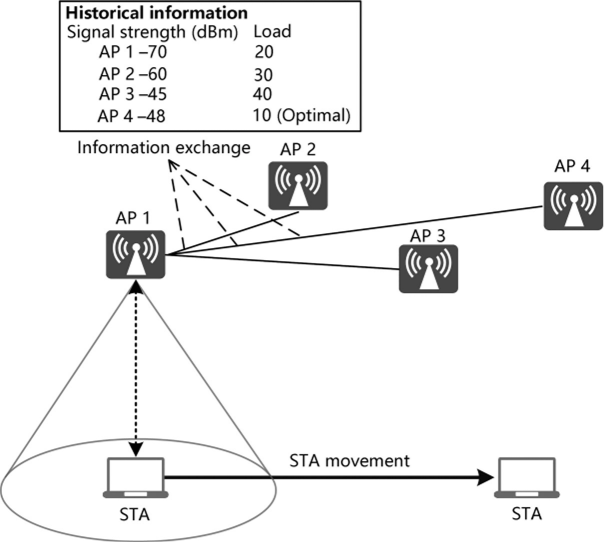 Historical information
Signal strength (dBm) Load
AP 1 –70 20
AP 2 –60 30
AP 3 –45 40
AP 4 –48 10 (Optimal)
Information exchange
AP 2
AP 4
AP 1
AP 3
STA movement
STA
STA